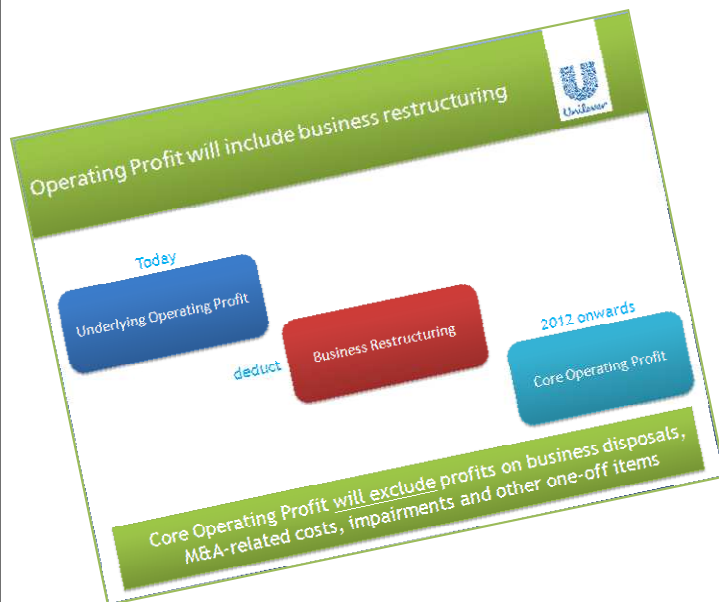 Operating Profit will include business restructuring
Unilever
Today
Underlying Operating Profit
deduct
Business Restructuring
2012 onwards
Core Operating Profit
Core Operating Profit will exclude profits on business disposals,
M&A-related costs, impairments and other one-off items